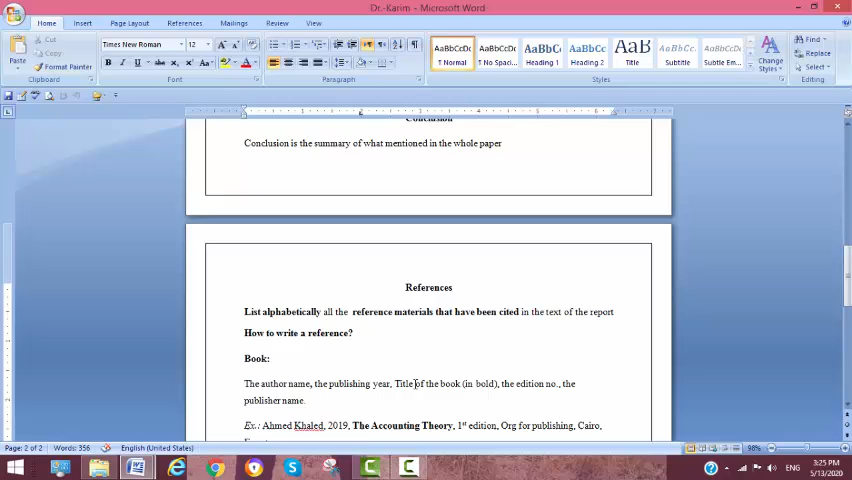 Dr.-Karim - Microsoft Word
Home Insert Page Layout References Mailings Review View
Paste
Cut
Copy
Format Painter
Clipboard
Times New Roman 12
Font
Paragraph
AaBbCcDc AaBbCcDc AaBbCc AaBbCc AaB AaBbCcl AaBbCcDc
¶ Normal ¶ No Spaci... Heading 1 Heading 2 Title Subtitle Subtle Em...
Styles
Change Styles
Find
Replace
Select
Editing
Conclusion
Conclusion is the summary of what mentioned in the whole paper
References
List alphabetically all the reference materials that have been cited in the text of the report
How to write a reference?
Book:
The author name, the publishing year, Title of the book (in bold), the edition no., the
publisher name.
Ex.: Ahmed Khaled, 2019, The Accounting Theory, 1st edition, Org for publishing, Cairo,
Page: 2 of 2 Words: 356 English (United States) 98%
ENG 3:25 PM
5/13/2020